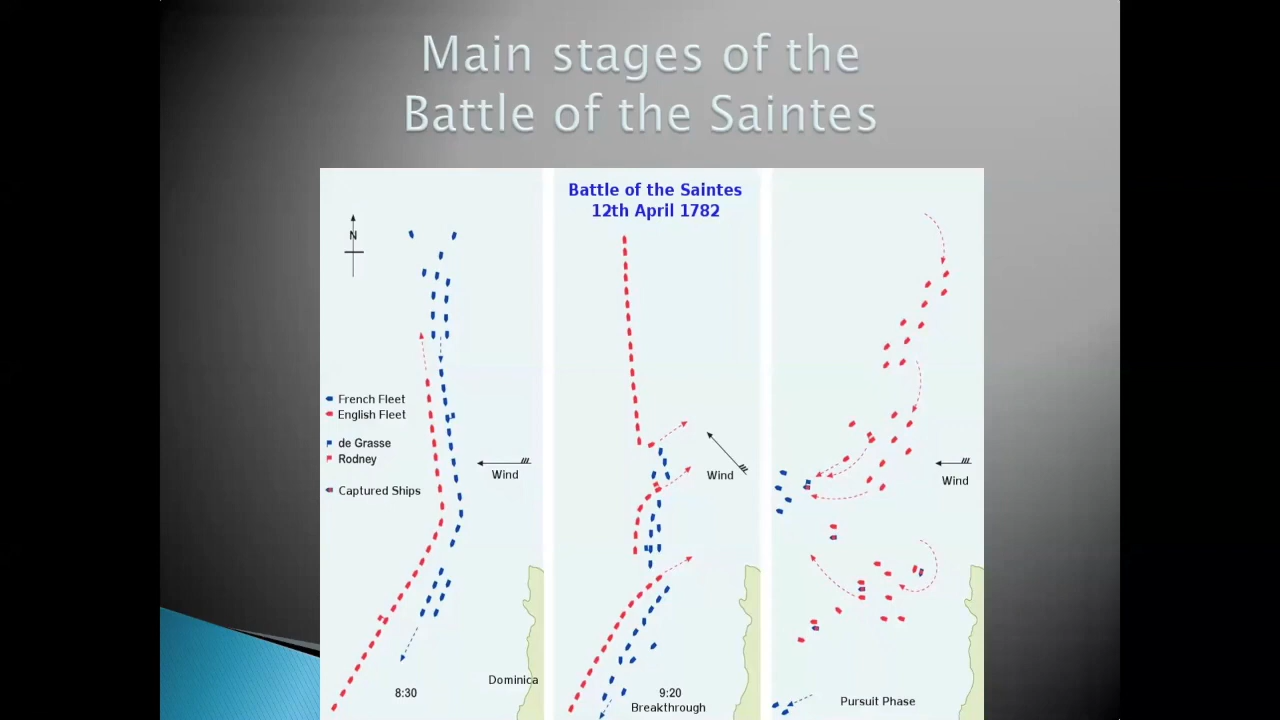 Main stages of the
Battle of the Saintes
Battle of the Saintes
12th April 1782
N
French Fleet
English Fleet
de Grasse
Rodney
Captured Ships
Wind
Dominica
8:30
Wind
9:20
Breakthrough
Wind
Pursuit Phase